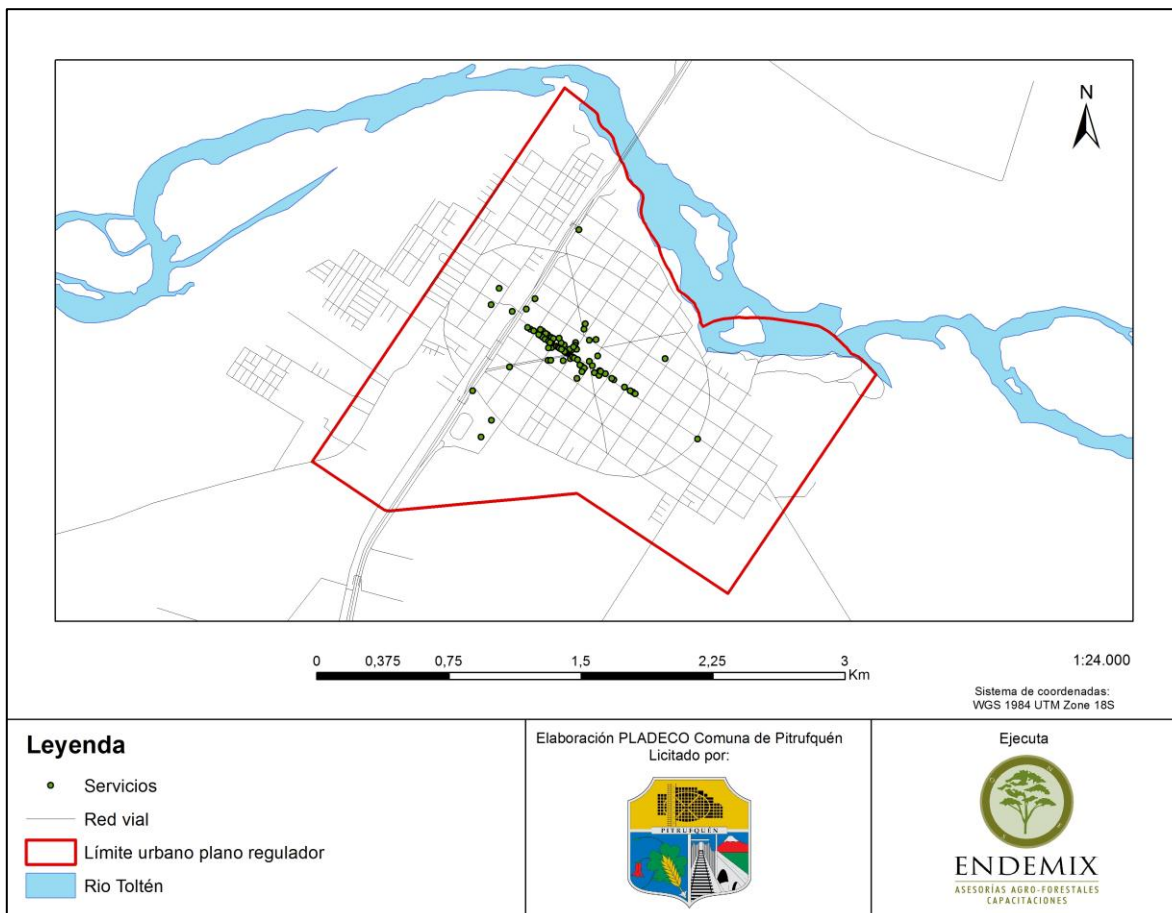 N
0 0,375 0,75 1,5 2,25 3
Km
1:24.000
Sistema de coordenadas:
WGS 1984 UTM Zone 18S
Leyenda
Servicios
Red vial
Límite urbano plano regulador
Rio Toltén
Elaboración PLADECO Comuna de Pitrufquén
Licitado por:
PITRUFQUÉN
Ejecuta
ENDEMIX
ASESORÍAS AGRO-FORESTALES
CAPACITACIONES